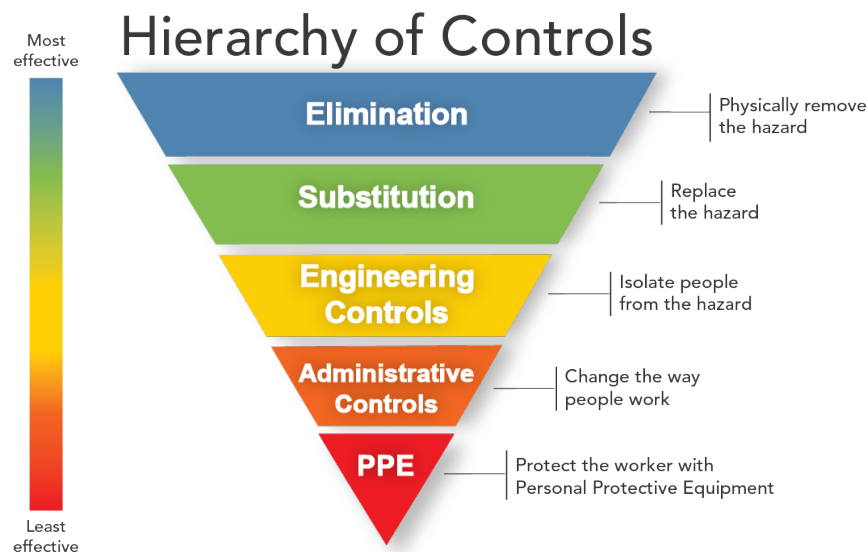 Hierarchy of Controls
Most
effective
Elimination
Physically remove
the hazard
Substitution
Replace
the hazard
Engineering
Controls
Isolate people
from the hazard
Administrative
Controls
Change the way
people work
PPE
Protect the worker with
Personal Protective Equipment
Least
effective